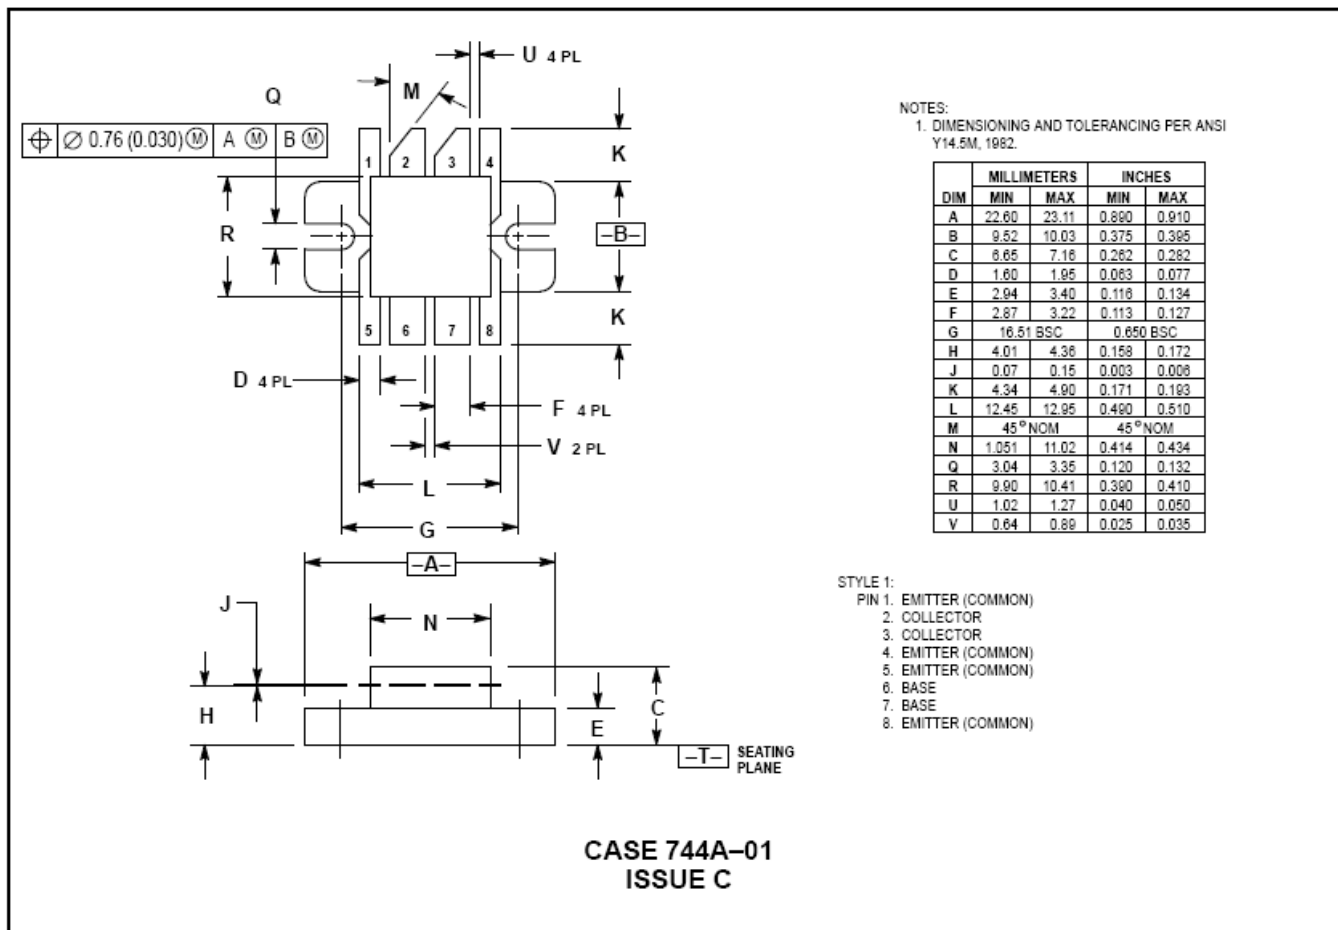 U 4 PL
M
Q
⌖ ∅ 0.76 (0.030) Ⓜ A Ⓜ B Ⓜ
1 2 3 4
K
R
–B–
K
5 6 7 8
D 4 PL
F 4 PL
V 2 PL
L
G
–A–
J
N
H
E
C
–T– SEATING
PLANE
NOTES:
1. DIMENSIONING AND TOLERANCING PER ANSI
Y14.5M, 1982.
MILLIMETERS INCHES
DIM MIN MAX MIN MAX
A 22.60 23.11 0.890 0.910
B 9.52 10.03 0.375 0.395
C 6.65 7.16 0.262 0.282
D 1.60 1.95 0.063 0.077
E 2.94 3.40 0.116 0.134
F 2.87 3.22 0.113 0.127
G 16.51 BSC 0.650 BSC
H 4.01 4.36 0.158 0.172
J 0.07 0.15 0.003 0.006
K 4.34 4.90 0.171 0.193
L 12.45 12.95 0.490 0.510
M 45° NOM 45° NOM
N 1.051 11.02 0.414 0.434
Q 3.04 3.35 0.120 0.132
R 9.90 10.41 0.390 0.410
U 1.02 1.27 0.040 0.050
V 0.64 0.89 0.025 0.035
STYLE 1:
PIN 1. EMITTER (COMMON)
2. COLLECTOR
3. COLLECTOR
4. EMITTER (COMMON)
5. EMITTER (COMMON)
6. BASE
7. BASE
8. EMITTER (COMMON)
CASE 744A–01
ISSUE C